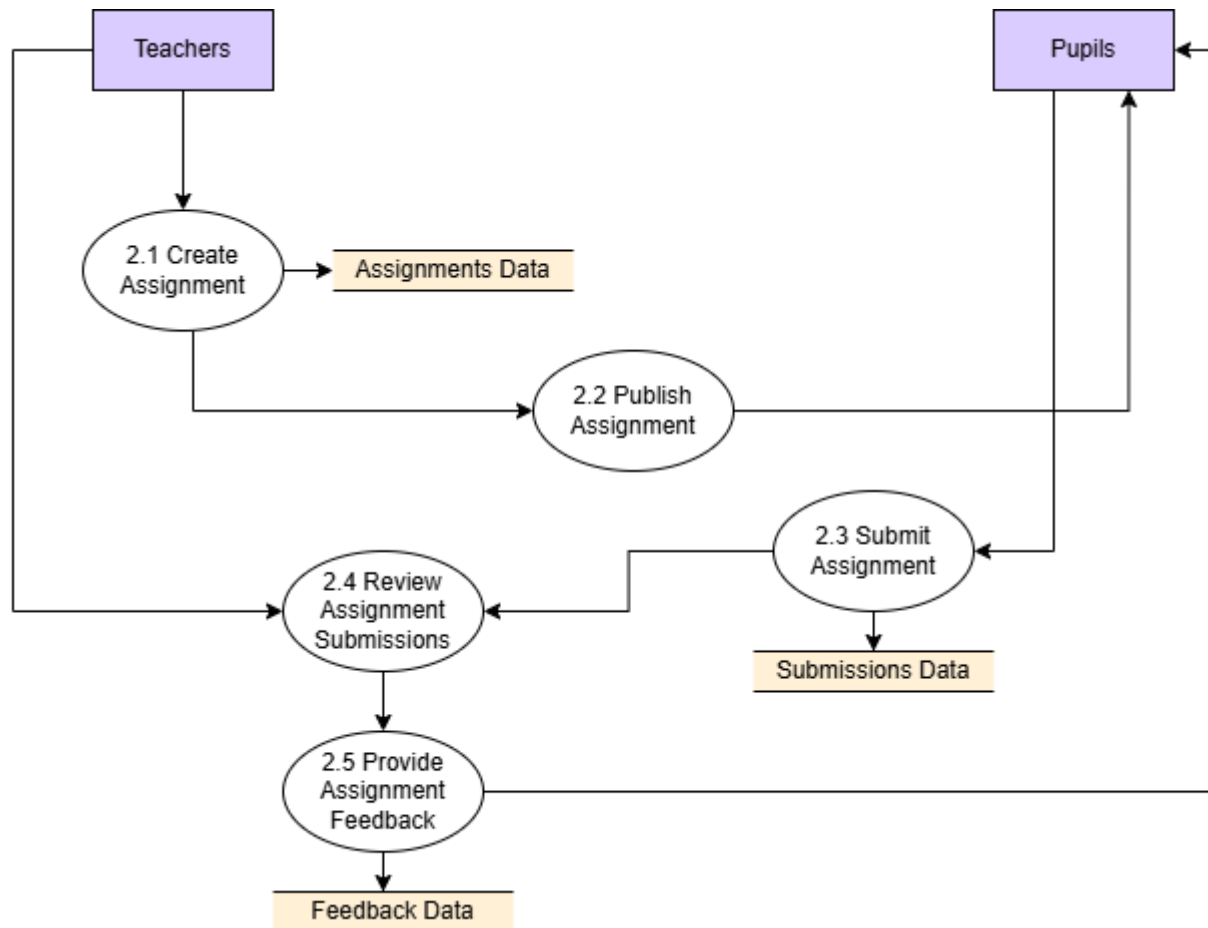 Teachers
Pupils
2.1 Create
Assignment
Assignments Data
2.2 Publish
Assignment
2.3 Submit
Assignment
2.4 Review
Assignment
Submissions
Submissions Data
2.5 Provide
Assignment
Feedback
Feedback Data